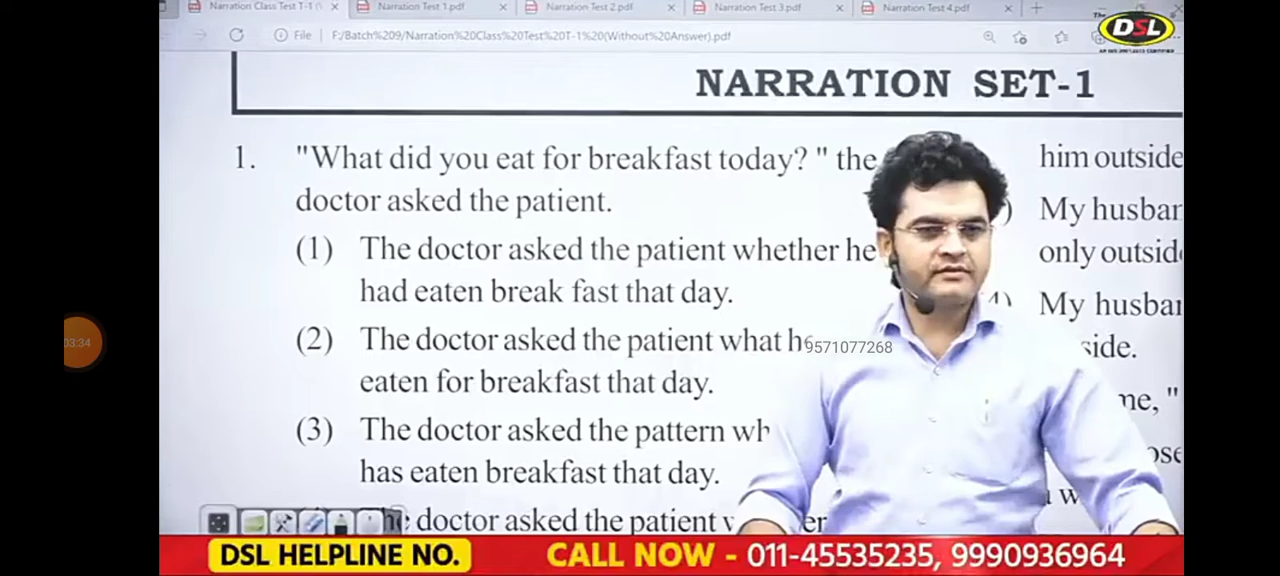 Narration Class Test T-1 (
Narration Test 1.pdf
Narration Test 2.pdf
Narration Test 3.pdf
Narration Test 4.pdf
The
DSL
File
F:/Batch%209/Narration%20Class%20Test%20T-1%20(Without%20Answer).pdf
NARRATION SET-1
1. "What did you eat for breakfast today? " the
doctor asked the patient.
(1) The doctor asked the patient whether he
had eaten break fast that day.
(2) The doctor asked the patient what
eaten for breakfast that day.
(3) The doctor asked the pattern
has eaten breakfast that day.
doctor asked the patient
him outside
My
only
4)
My
side.
me, "
9571077268
03:34
DSL HELPLINE NO.
CALL NOW - 011-45535235, 9990936964